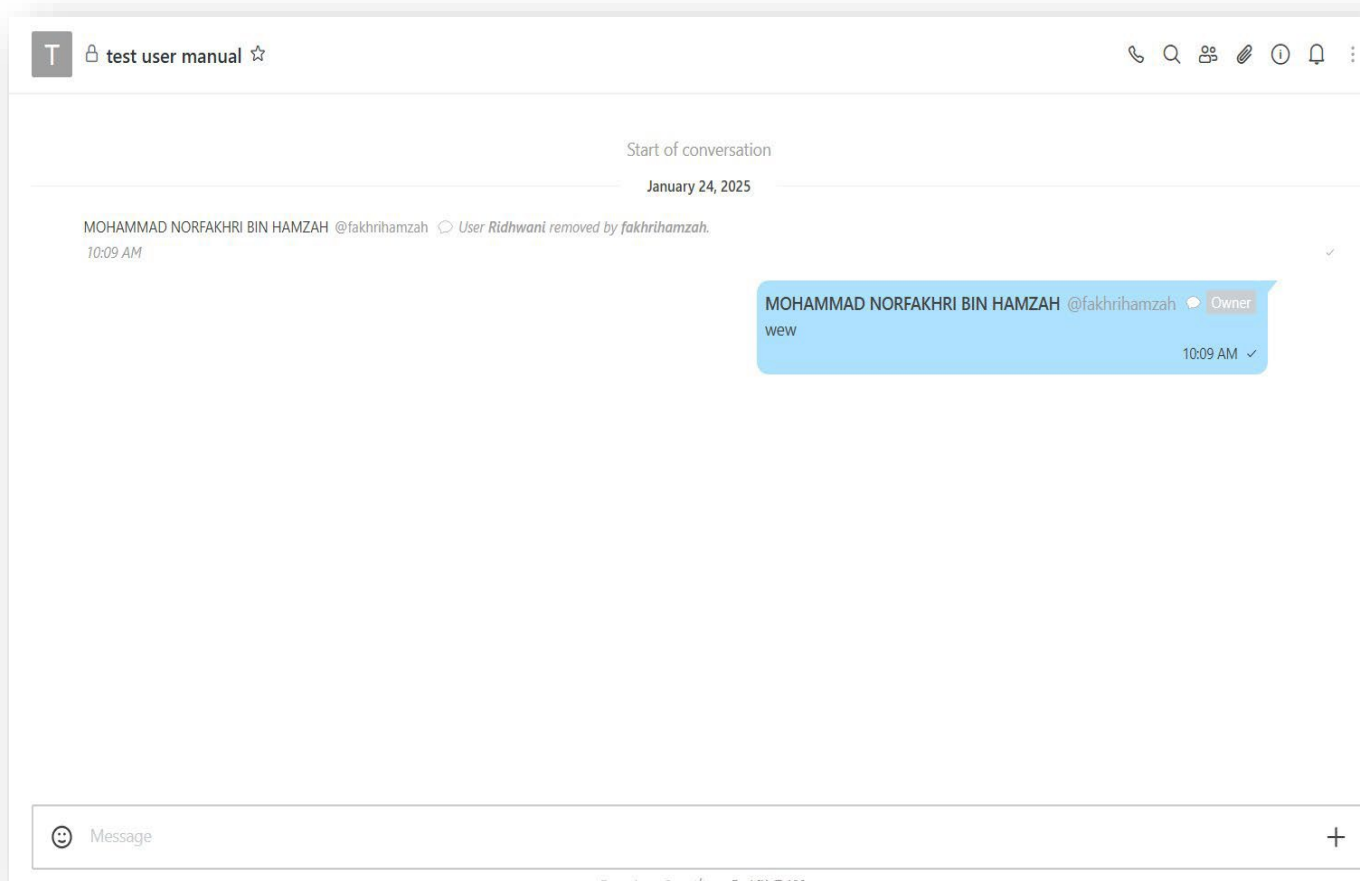 T test user manual
Start of conversation
January 24, 2025
MOHAMMAD NORFAKHRI BIN HAMZAH @fakhrihamzah User Ridhwani removed by fakhrihamzah.
10:09 AM
MOHAMMAD NORFAKHRI BIN HAMZAH @fakhrihamzah Owner
wew
10:09 AM
Message